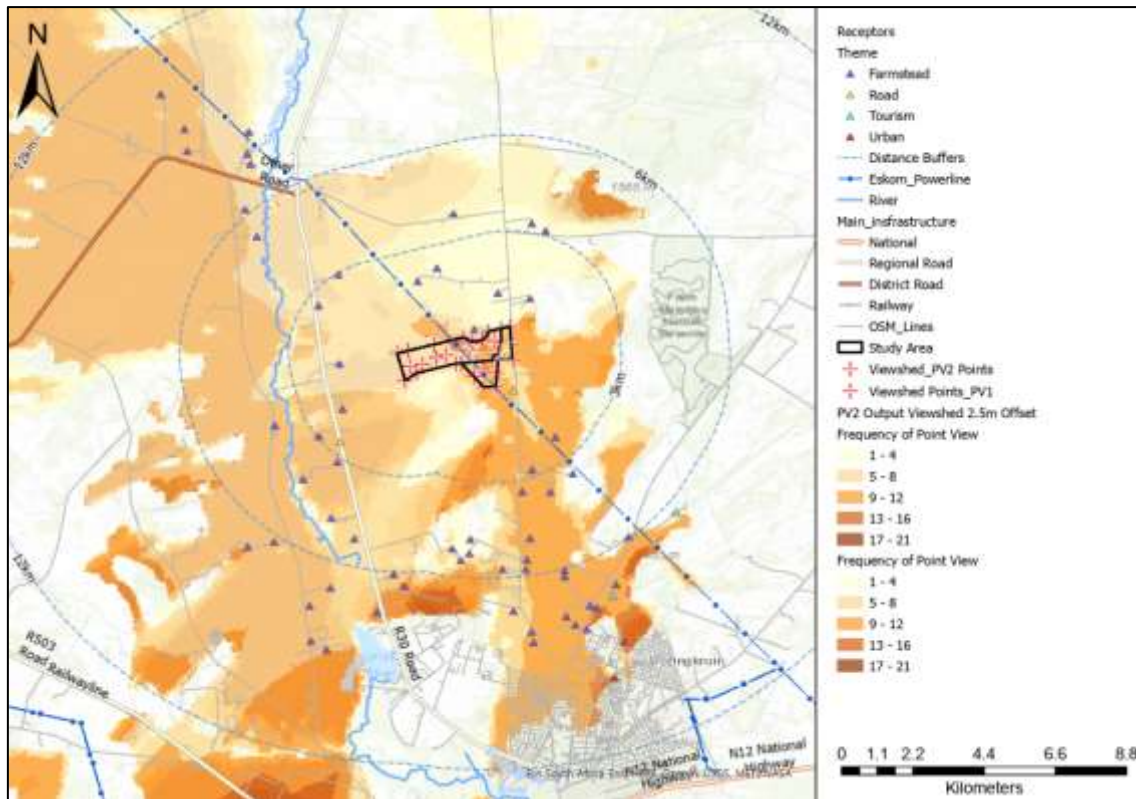 N
12km
12km
Road
6km
3km
12km
R503
Road Railwayline
R30 Road
N12 National
Highway
N12 National
Highway
Receptors
Theme
Farmstead
Road
Tourism
Urban
Distance Buffers
Eskom_Powerline
River
Main_insfrastructure
National
Regional Road
District Road
Railway
OSM_Lines
Study Area
Viewshed_PV2 Points
Viewshed Points_PV1
PV2 Output Viewshed 2.5m Offset
Frequency of Point View
1 - 4
5 - 8
9 - 12
13 - 16
17 - 21
Frequency of Point View
1 - 4
5 - 8
9 - 12
13 - 16
17 - 21
0 1.1 2.2 4.4 6.6 8.8
Kilometers